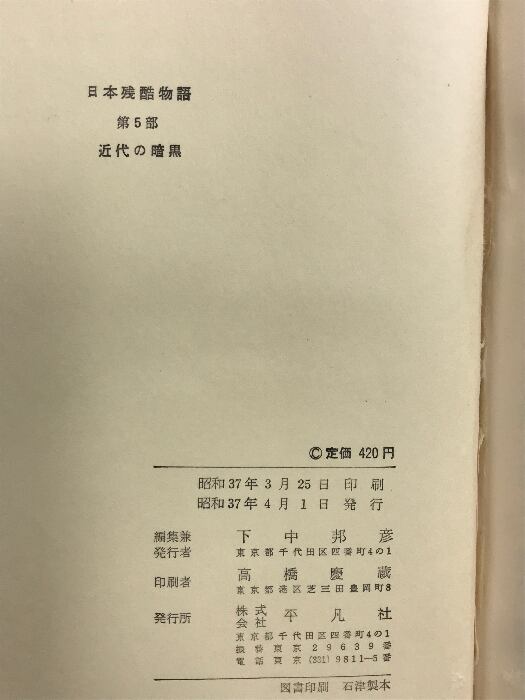 日本残酷物語
第5部
近代の暗黒
©定価 420円
昭和37年3月25日 印刷
昭和37年4月1日 発行
編集兼発行者 下中邦彦
東京都千代田区四番町4の1
印刷者 高橋慶蔵
東京都港区芝三田豊岡町8
発行所 株式会社 平凡社
東京都千代田区四番町4の1
振替東京 29639番
電話東京 (331) 9811—5番
図書印刷 石津製本